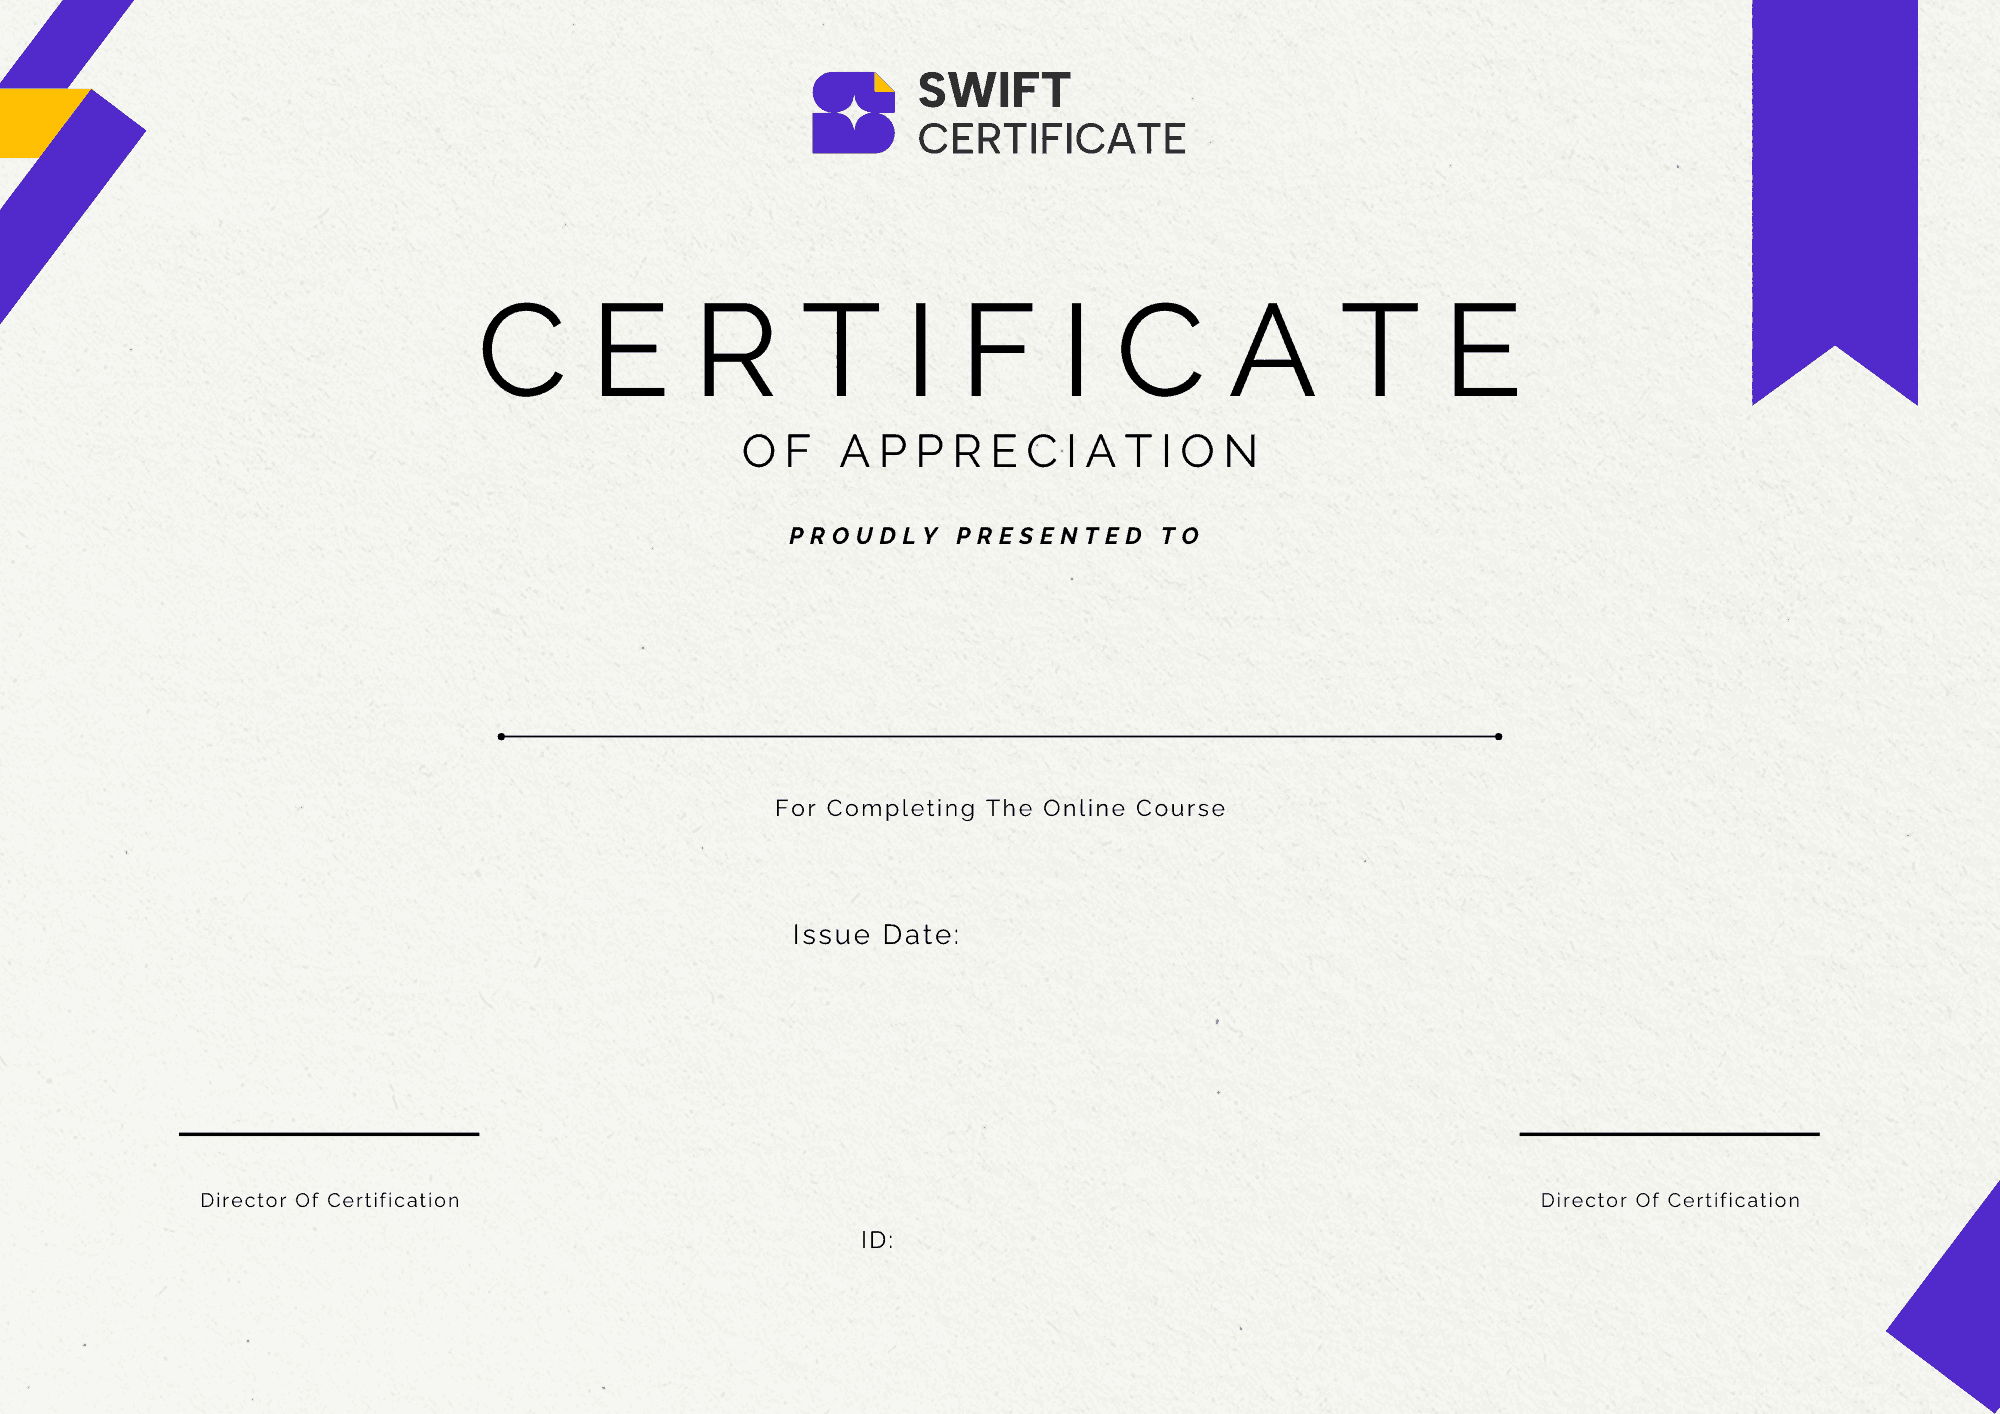 SWIFT
CERTIFICATE
CERTIFICATE
OF APPRECIATION
PROUDLY PRESENTED TO
For Completing The Online Course
Issue Date:
Director Of Certification
Director Of Certification
ID: